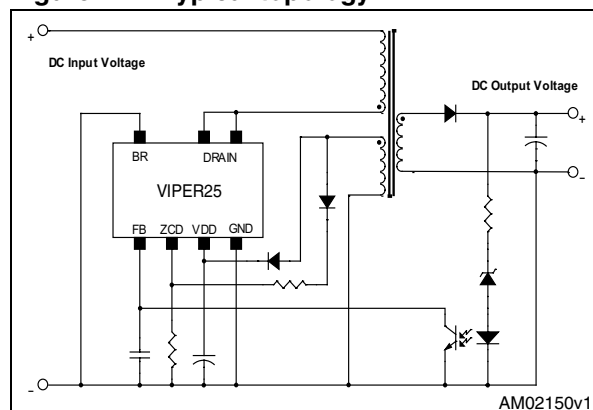 +
DC Input Voltage
DC Output Voltage
+
BR DRAIN
VIPER25
-
FB ZCD VDD GND
-
AM02150v1